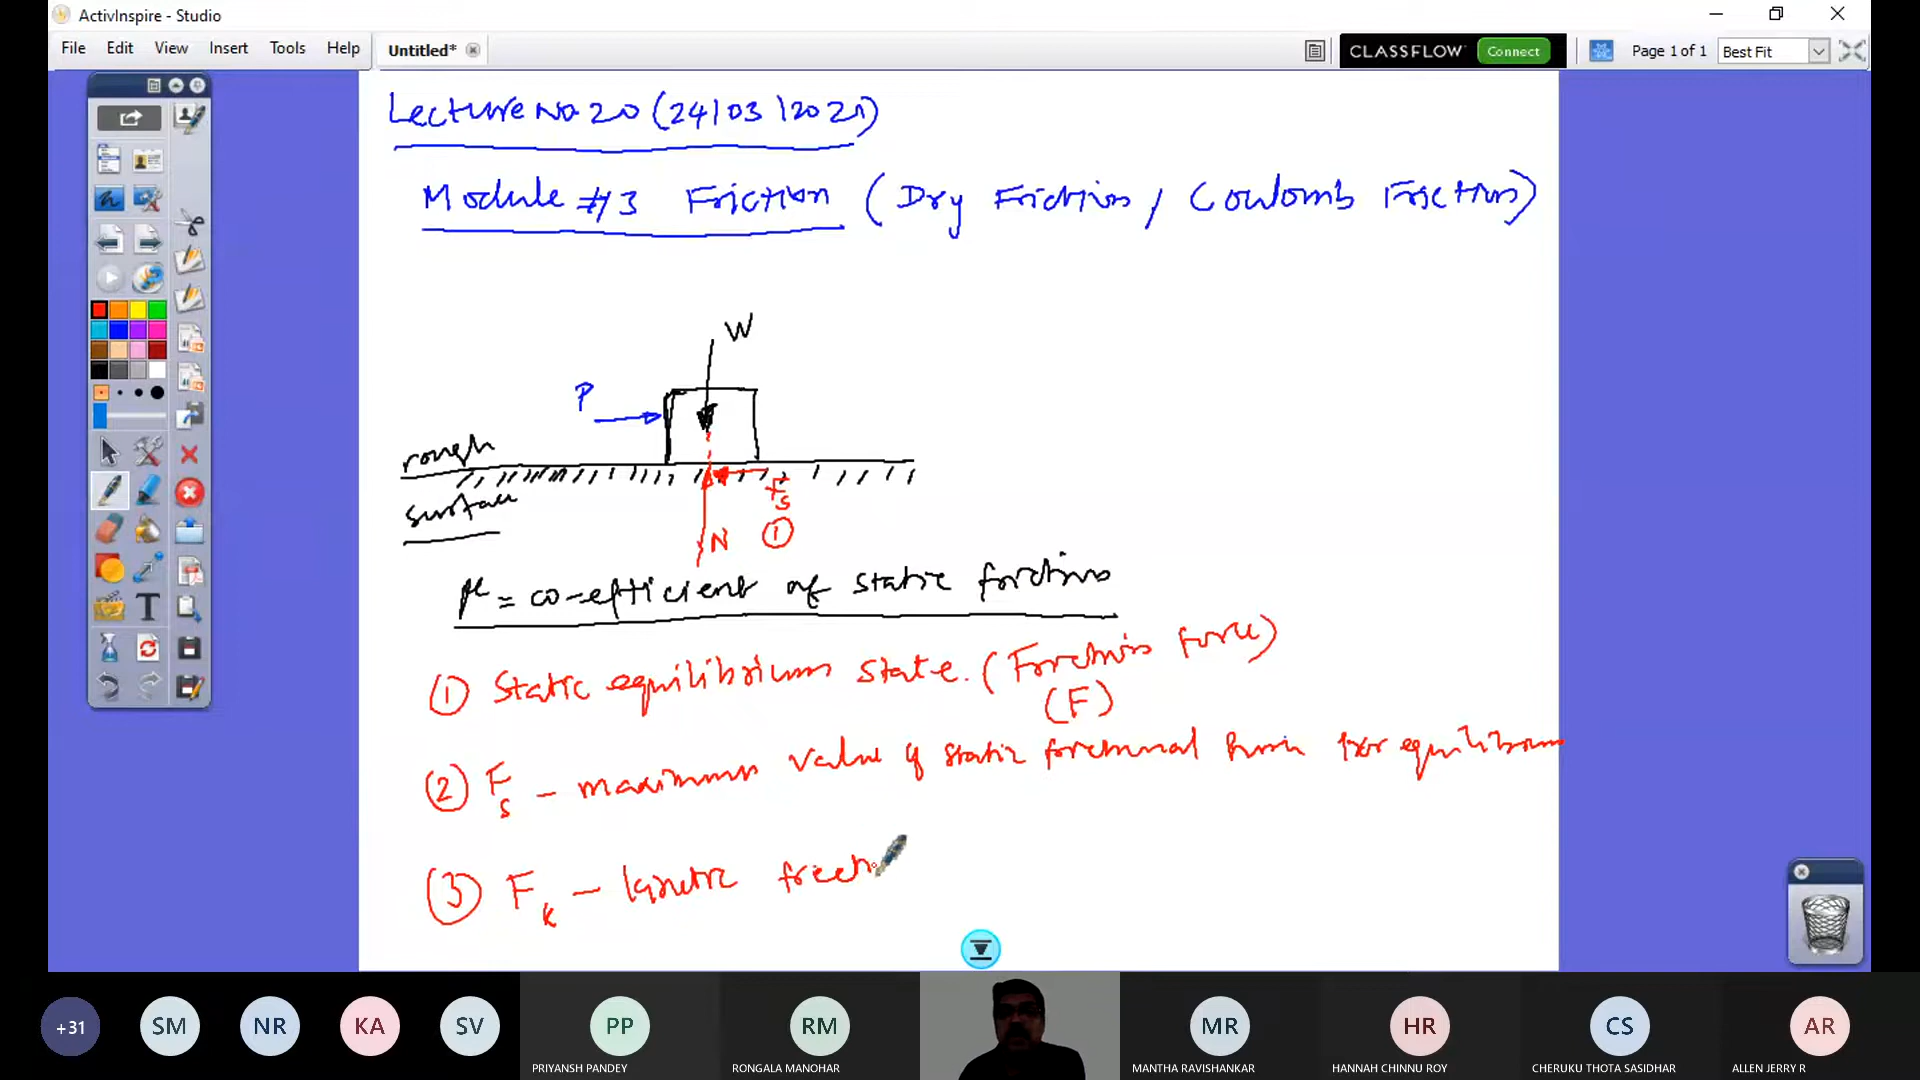 ActivInspire - Studio
File Edit View Insert Tools Help Untitled*
CLASSFLOW Connect Page 1 of 1 Best Fit
Lecture No 20 (24/03/2021)
Module #3 Friction (Dry Friction / Coulomb Friction)
W
P
rough
surface
Fs
N 1
μ = co-efficient of static friction
1 Static equilibrium state. (Friction force)
(F)
2 Fs - maximum value of static frictional force for equilibrium
3 Fk - kinetic fricti
+31 SM NR KA SV PP RM MR HR CS AR
PRIYANSH PANDEY RONGALA MANOHAR MANTHA RAVISHANKAR HANNAH CHINNU ROY CHERUKU THOTA SASIDHAR ALLEN JERRY R